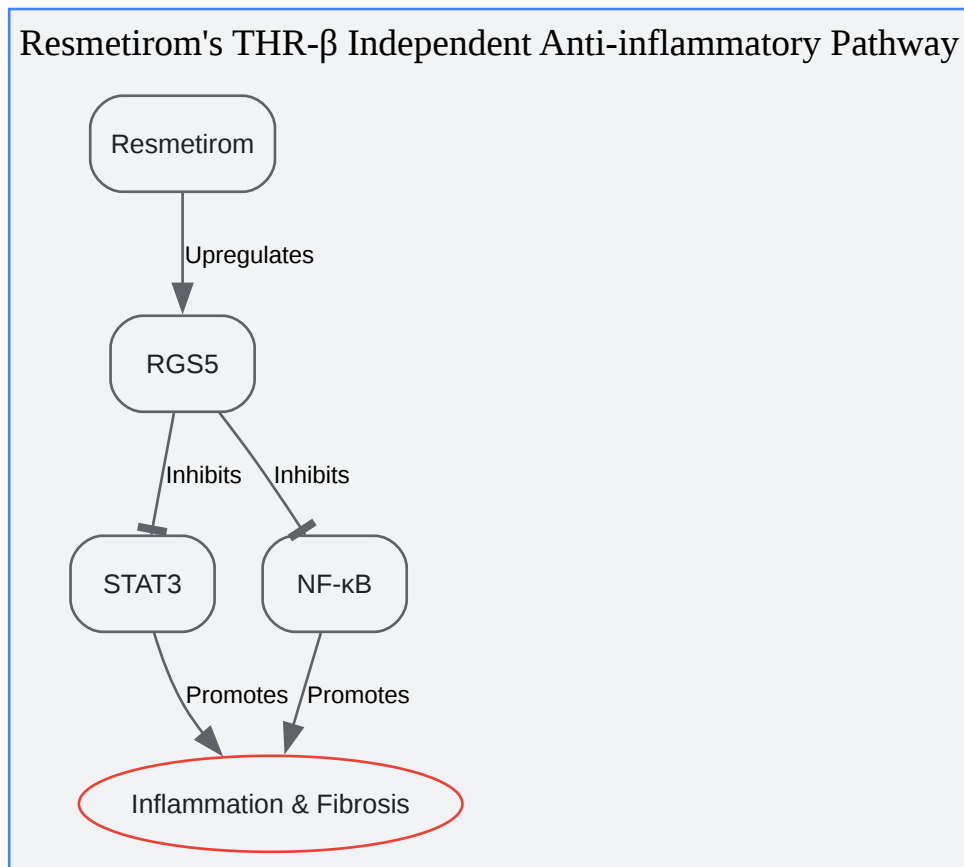 Resmetirom's THR-β Independent Anti-inflammatory Pathway
Resmetirom
Upregulates
RGS5
Inhibits
Inhibits
STAT3
NF-κB
Promotes
Promotes
Inflammation & Fibrosis